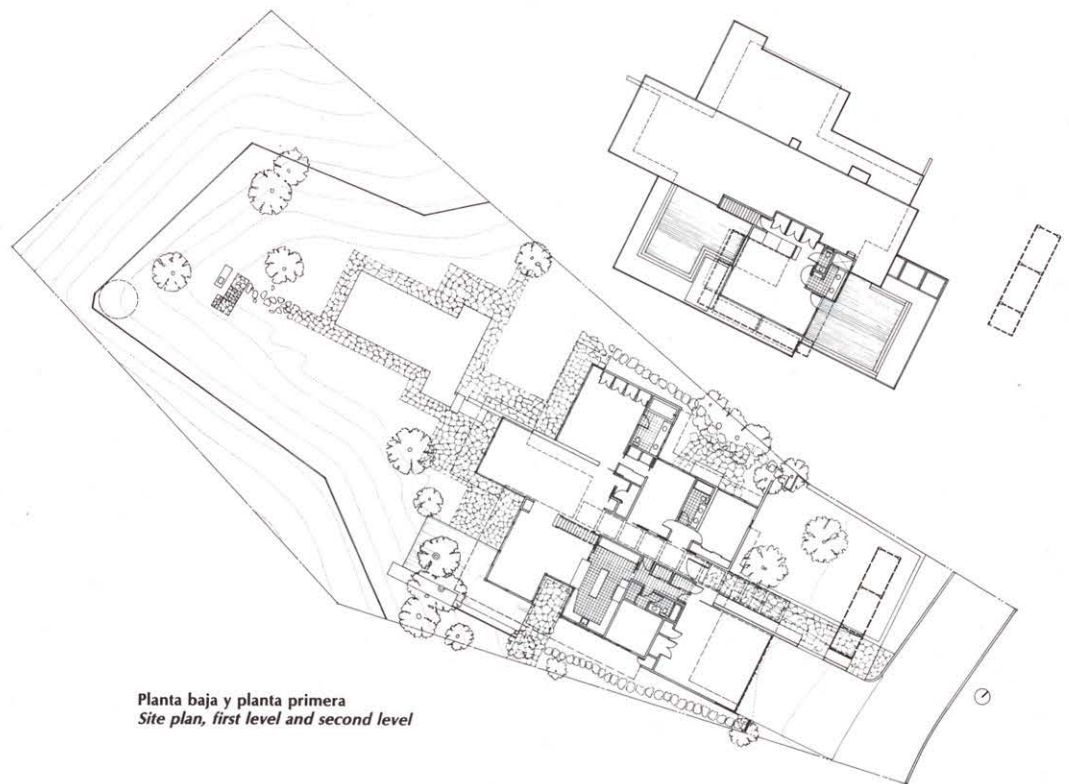 Planta baja y planta primera
Site plan, first level and second level